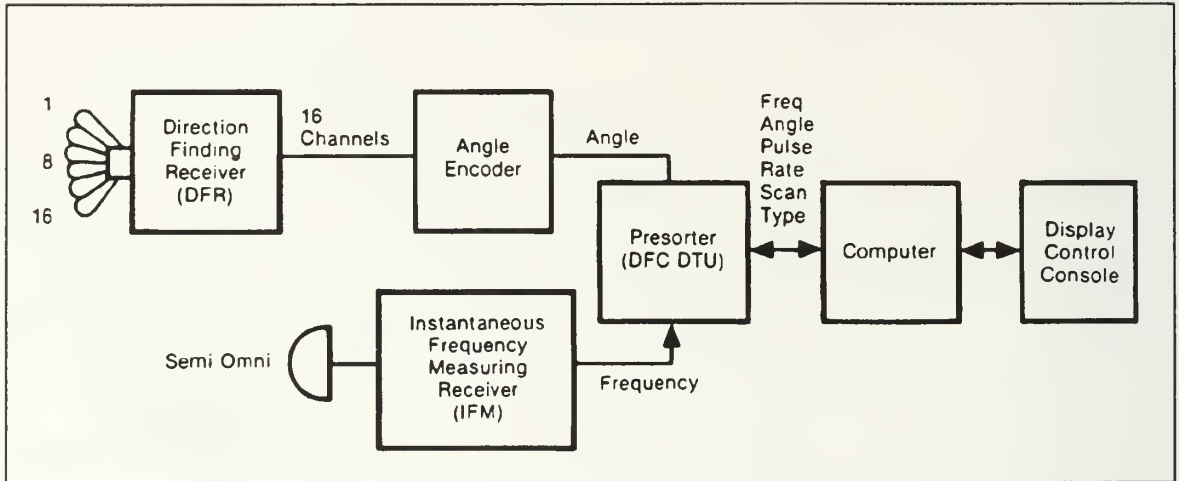 1
8
16
Direction
Finding
Receiver
(DFR)
16
Channels
Angle
Encoder
Angle
Presorter
(DFC DTU)
Freq
Angle
Pulse
Rate
Scan
Type
Computer
Display
Control
Console
Semi Omni
Instantaneous
Frequency
Measuring
Receiver
(IFM)
Frequency